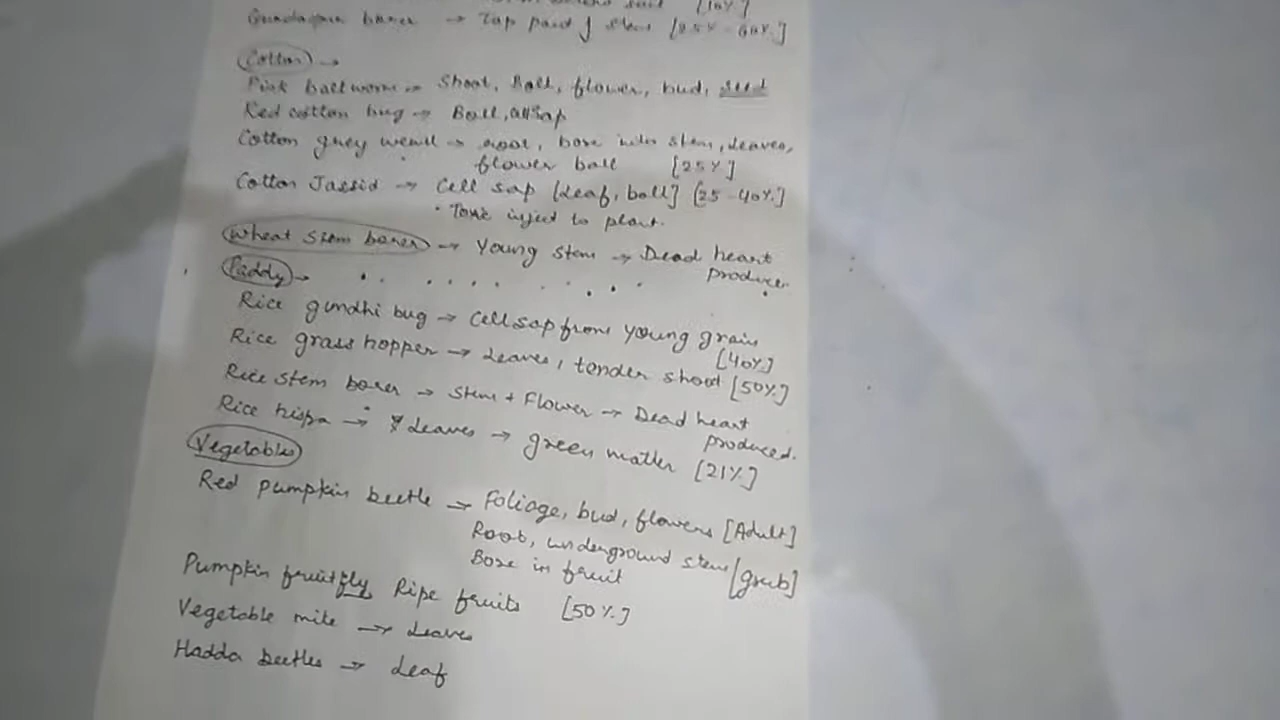 [10%]
Gurdaspur borer → Top part of stem [25% - 60%]
Cotton →
Pink bollworm → Shoot, Boll, flower, bud, seed
Red cotton bug → Boll, all sap
Cotton grey weevil → root, bore into stem, leaves,
flower ball [25%]
Cotton Jassid → Cell sap [leaf, boll] [25-40%]
• Toxic inject to plant.
Wheat stem borer → Young stem → Dead heart
produce
Paddy →
Rice gundhi bug → Cell sap from young grain
[40%]
Rice grass hopper → Leaves, tender shoot [50%]
Rice stem borer → Stem + Flower → Dead heart
produced.
Rice hispa → Leaves → green matter [21%]
Vegetables
Red pumpkin beetle → Foliage, bud, flowers [Adult]
Root, underground stem [grub]
Bore in fruit
Pumpkin fruitfly Ripe fruits [50%]
Vegetable mite → Leaves
Hadda beetles → Leaf